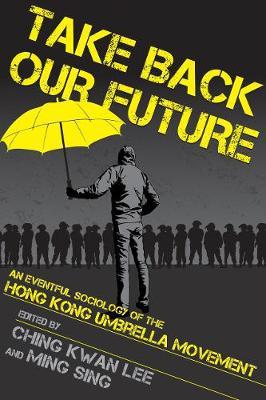 TAKE BACK
OUR FUTURE
AN EVENTFUL SOCIOLOGY OF THE
HONG KONG UMBRELLA MOVEMENT
EDITED BY
CHING KWAN LEE
AND MING SING